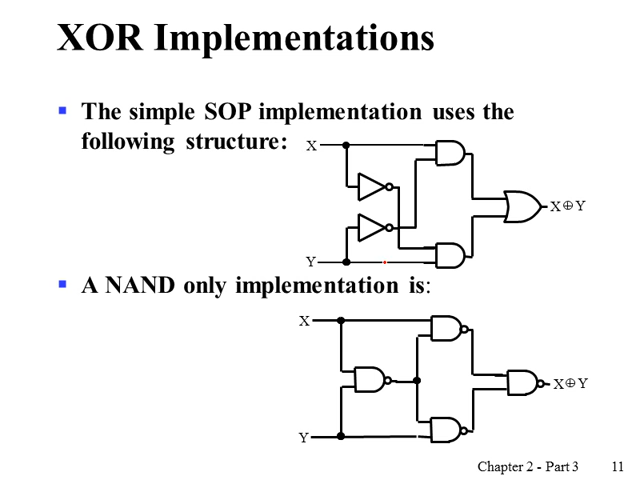 XOR Implementations
▪ The simple SOP implementation uses the
following structure:
X
X⊕Y
Y
▪ A NAND only implementation is:
X
X⊕Y
Y
Chapter 2 - Part 3 11